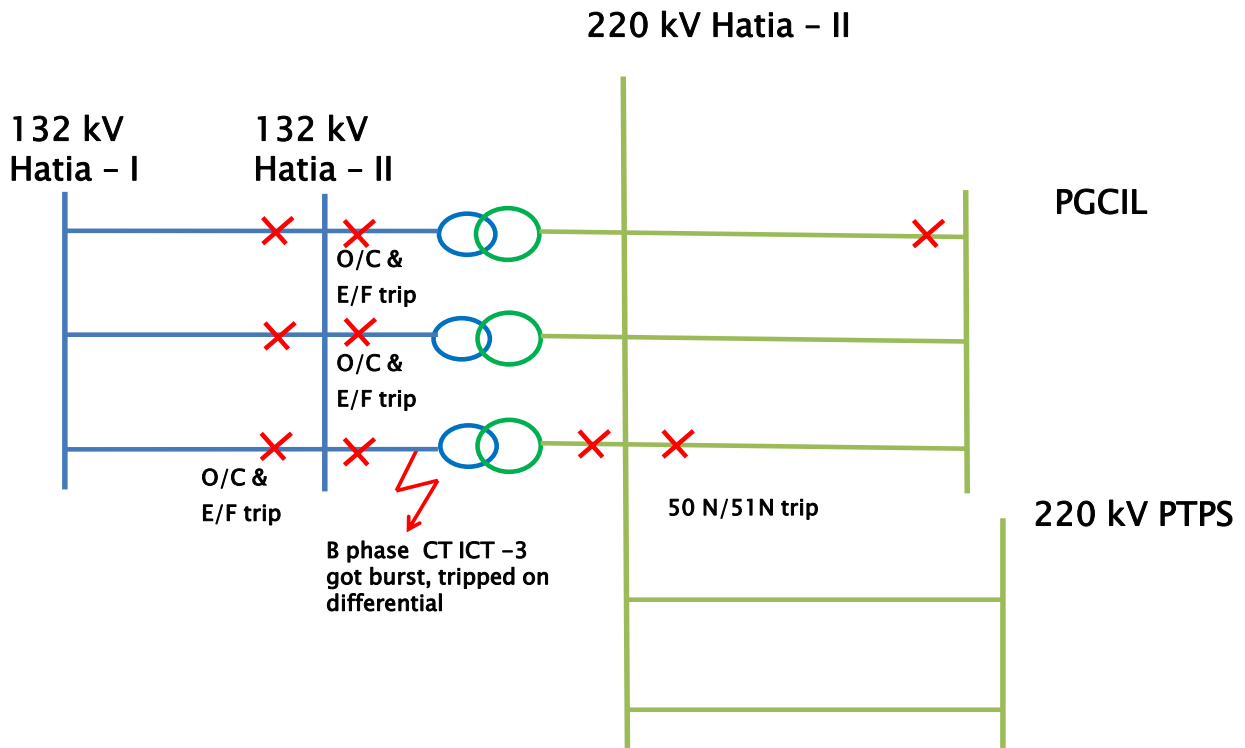 220 kV Hatia – II
132 kV
Hatia – I
132 kV
Hatia – II
PGCIL
O/C &
E/F trip
O/C &
E/F trip
O/C &
E/F trip
50 N/51N trip
220 kV PTPS
B phase  CT ICT -3
got burst, tripped on
differential